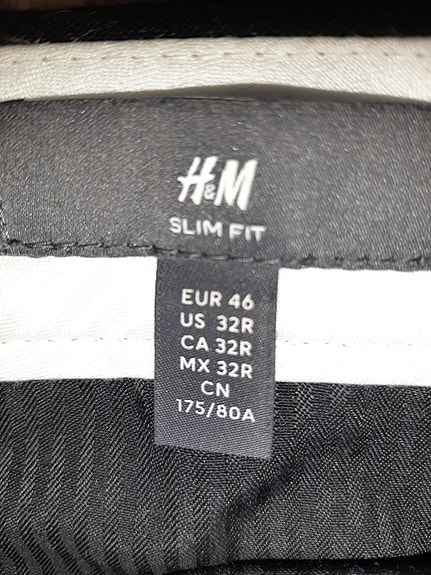 H&M
SLIM FIT
EUR 46
US 32R
CA 32R
MX 32R
CN
175/80A